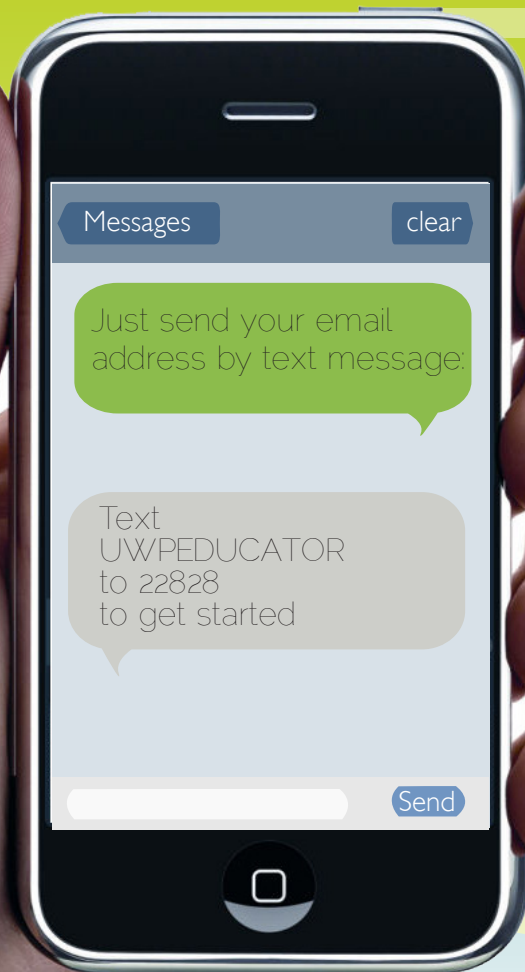 Messages
clear
Just send your email
address by text message:
Text
UWPEDUCATOR
to 22828
to get started
Send